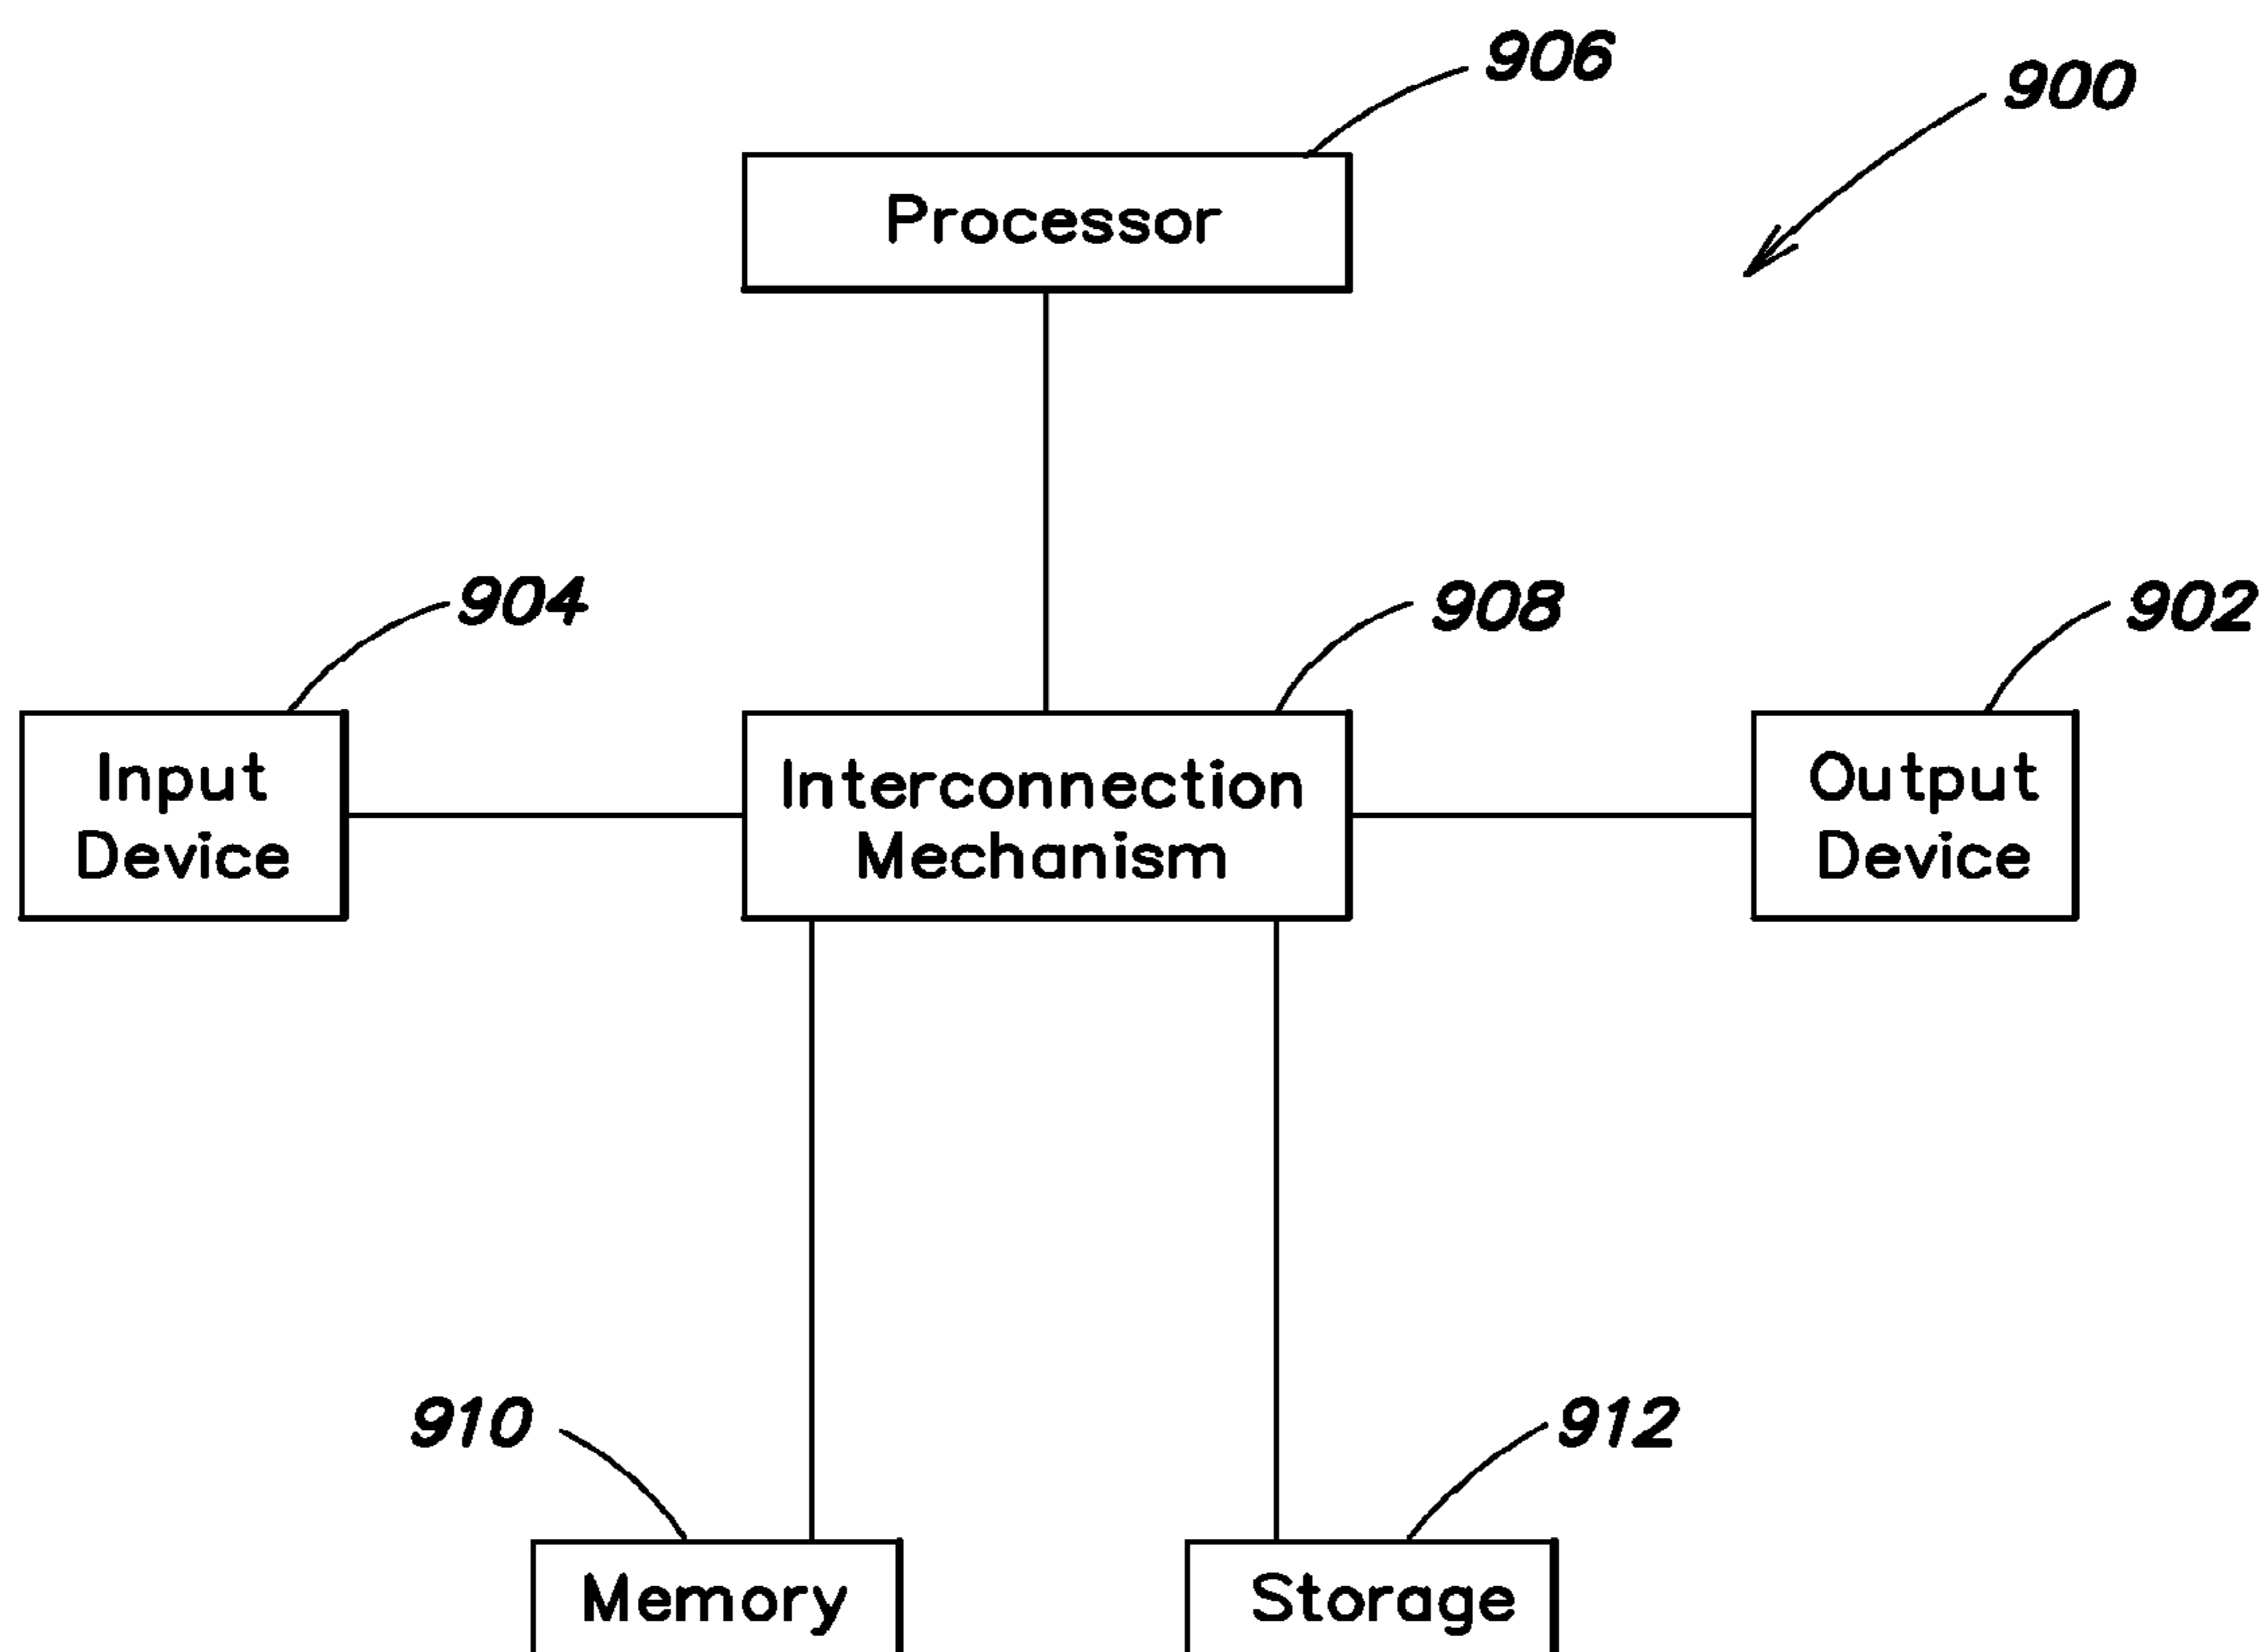 906
900
Processor
904
908
902
Input
Device
Interconnection
Mechanism
Output
Device
910
912
Memory
Storage